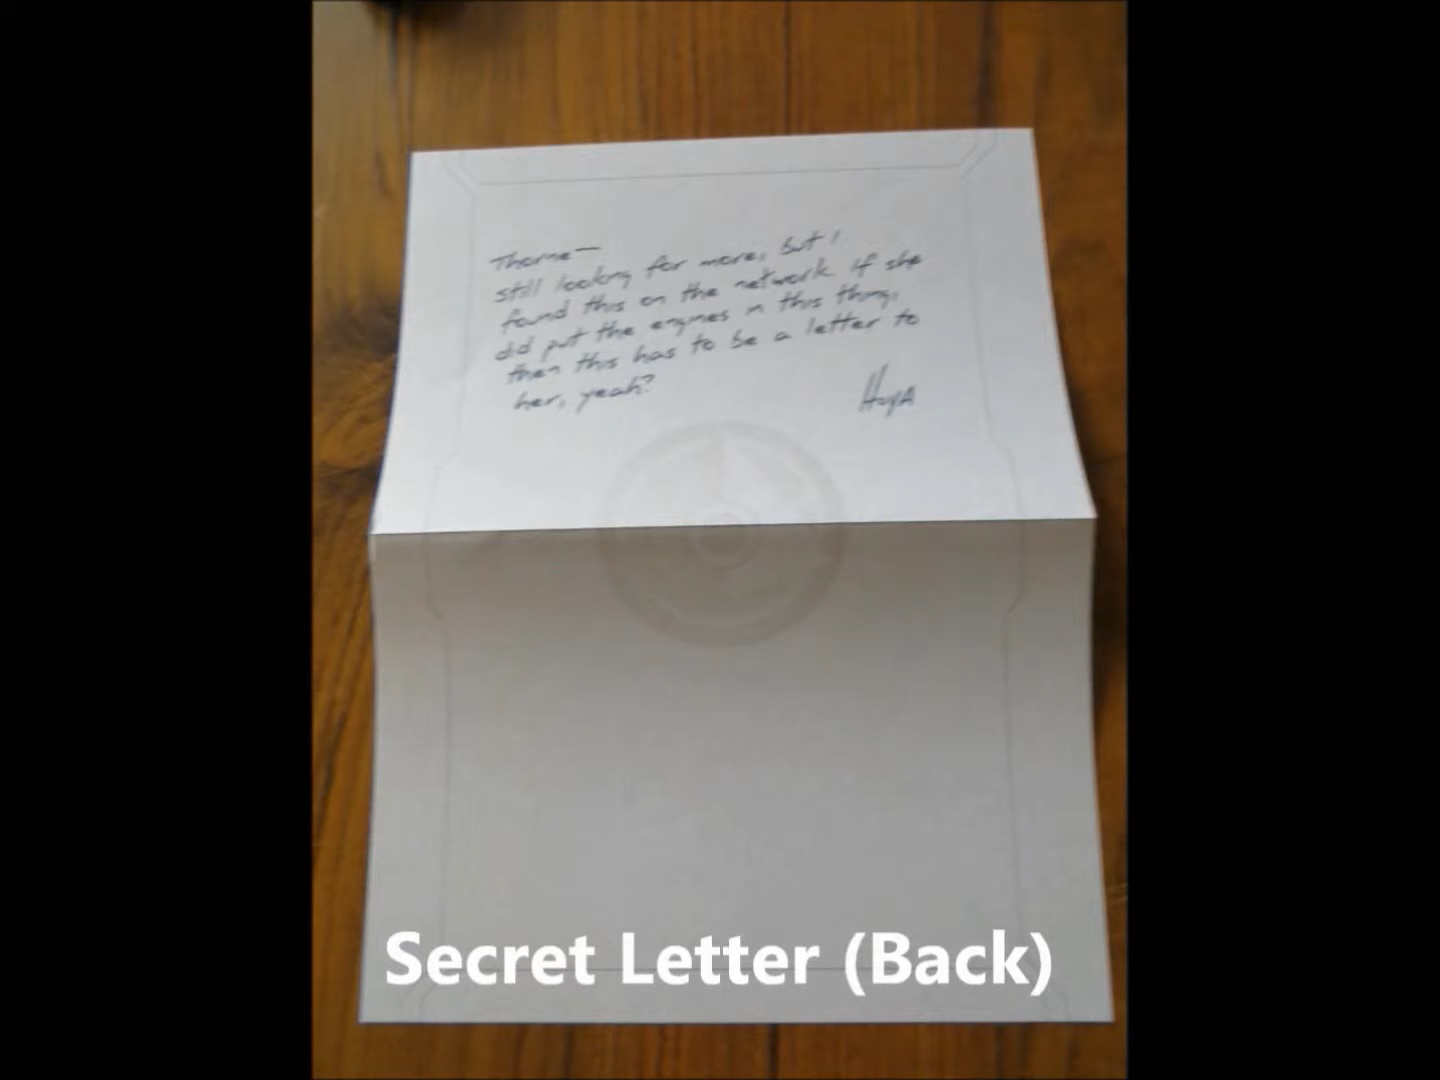 Thorne—
still looking for more, but I
found this on the network. If she
did put the engines in this thing,
then this has to be a letter to
her, yeah?
Hoya
Secret Letter (Back)